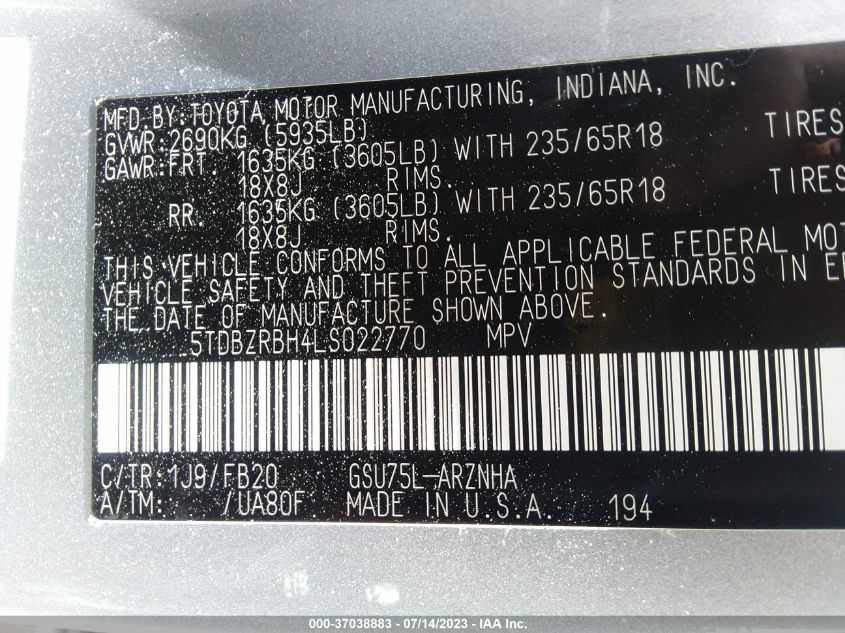 MFD.BY:TOYOTA MOTOR MANUFACTURING, INDIANA, INC.
GVWR:2690KG (5935LB)
GAWR:FRT. 1635KG (3605LB) WITH 235/65R18 TIRES
18X8J RIMS.
RR. 1635KG (3605LB) WITH 235/65R18 TIRES
18X8J RIMS.
THIS VEHICLE CONFORMS TO ALL APPLICABLE FEDERAL MOT
VEHICLE SAFETY AND THEFT PREVENTION STANDARDS IN E
THE DATE OF MANUFACTURE SHOWN ABOVE.
5TDBZRBH4LS022770 MPV
C/TR:1J9/FB20 GSU75L-ARZNHA
A/TM: /UA80F MADE IN U.S.A. 194
000-37038883 / 07/14/2023 / IAA Inc.